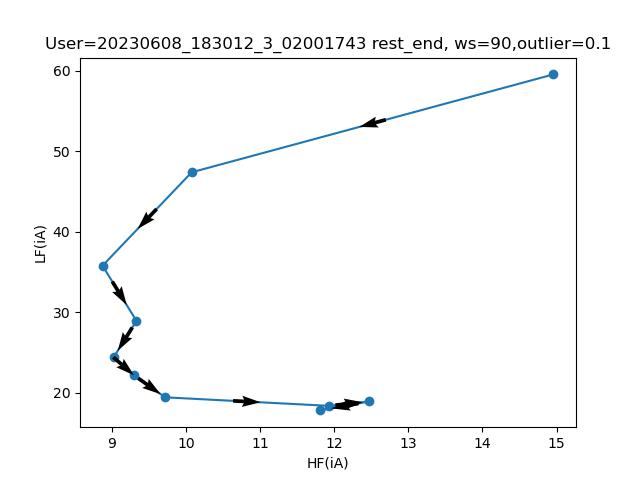 User=20230608_183012_3_02001743 rest_end, ws=90,outlier=0.1
60
50
40
30
20
LF(iA)
9 10 11 12 13 14 15
HF(iA)